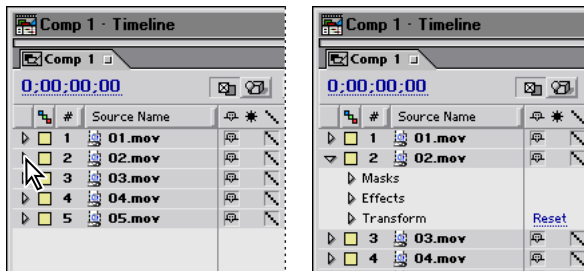 Comp 1 · Timeline
Comp 1
0;00;00;00
# Source Name
1 01.mov
2 02.mov
3 03.mov
4 04.mov
5 05.mov
Comp 1 · Timeline
Comp 1
0;00;00;00
# Source Name
1 01.mov
2 02.mov
Masks
Effects
Transform Reset
3 03.mov
4 04.mov